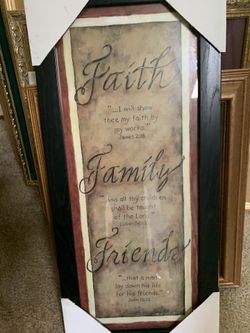 Faith
"...I will show
thee my faith by
my works."
James 2:18
Family
"And all thy children
shall be taught
of the Lord..."
Friends
"...that a man
lay down his life
for his friends."
John 15:13